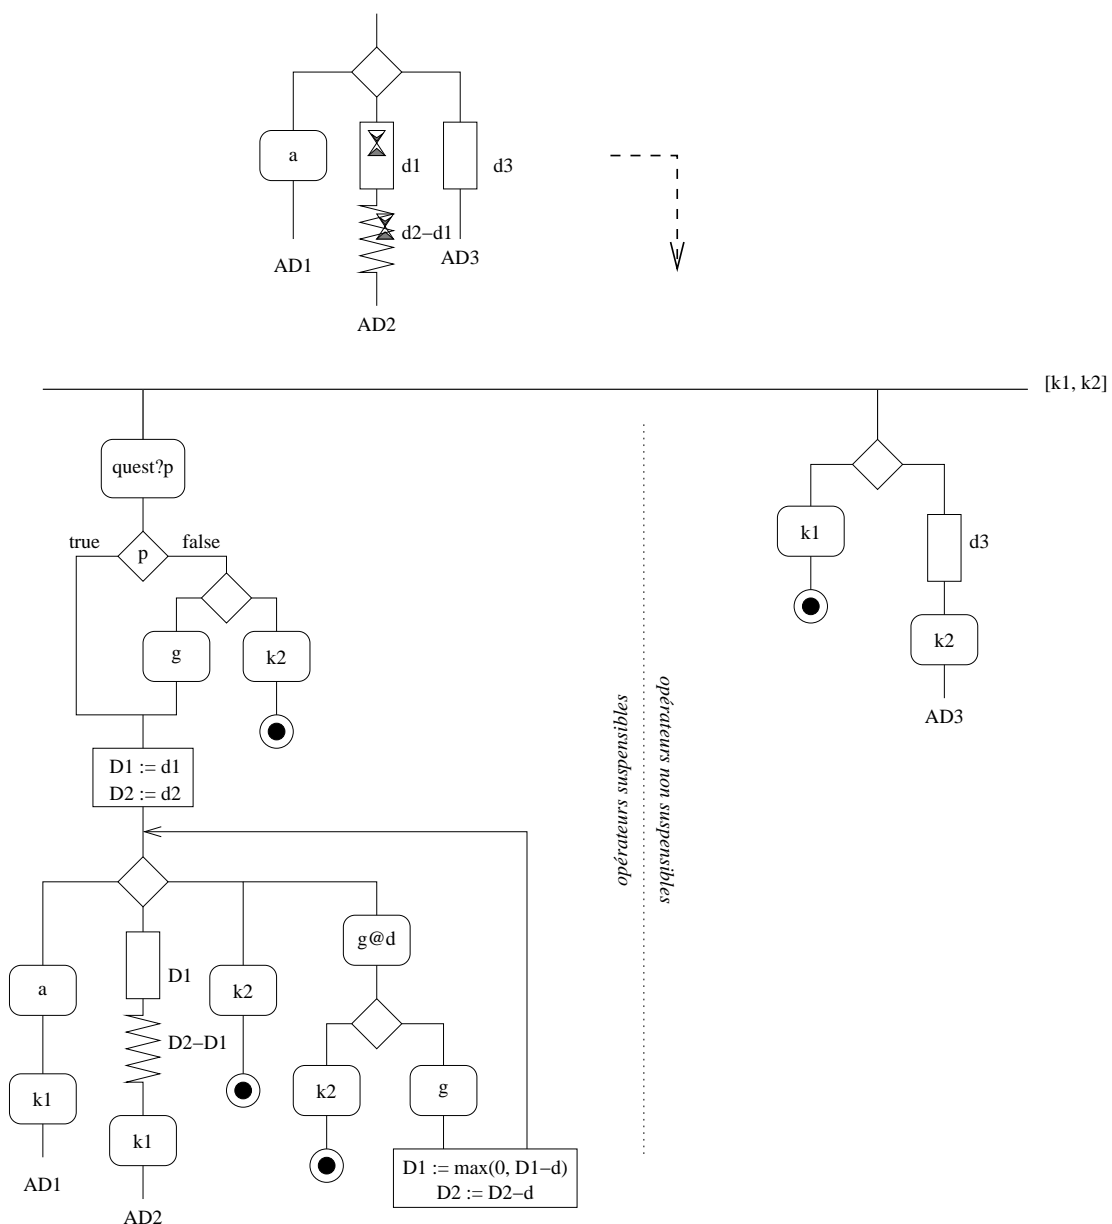 a
d1
d3
d2−d1
AD1
AD3
AD2
[k1, k2]
quest?p
true
p
false
g
k2
D1 := d1
D2 := d2
opérateurs suspensibles
opérateurs non suspensibles
k1
d3
k2
AD3
g@d
a
D1
k2
D2−D1
k1
k1
k2
g
AD1
AD2
D1 := max(0, D1−d)
D2 := D2−d